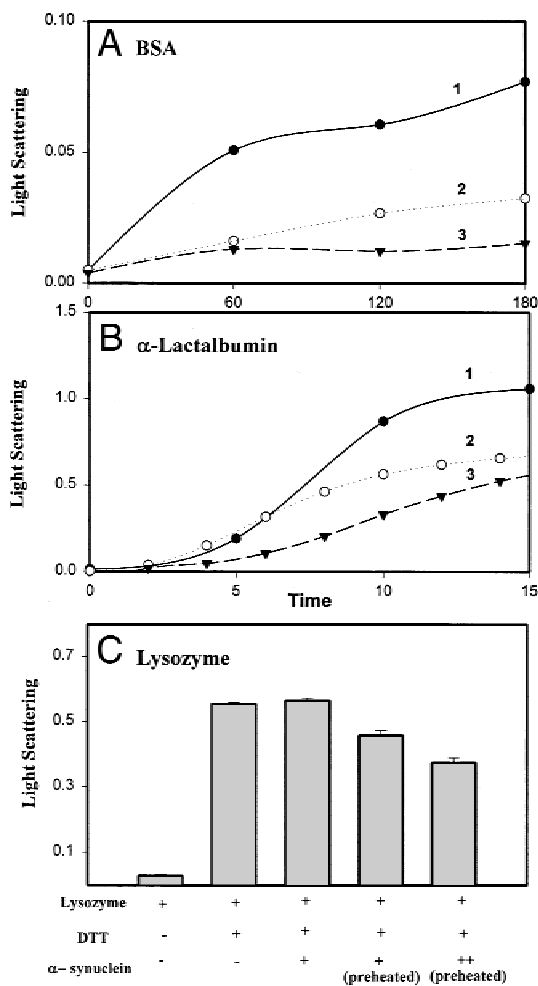 0.10
A BSA
1
0.05
2
3
0.00
0 60 120 180
Light Scattering
1.5
B α-Lactalbumin
1
1.0
2
0.5
3
0.0
0 5 10 15
Time
Light Scattering
C Lysozyme
0.7
0.5
0.3
0.1
Light Scattering
Lysozyme + + + + +
DTT - + + + +
α- synuclein - - + + ++
(preheated) (preheated)